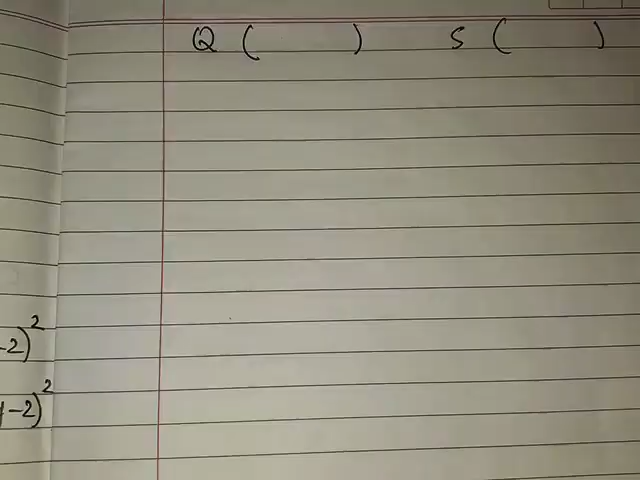 Q (     )     S (     )
-2)²
y-2)²